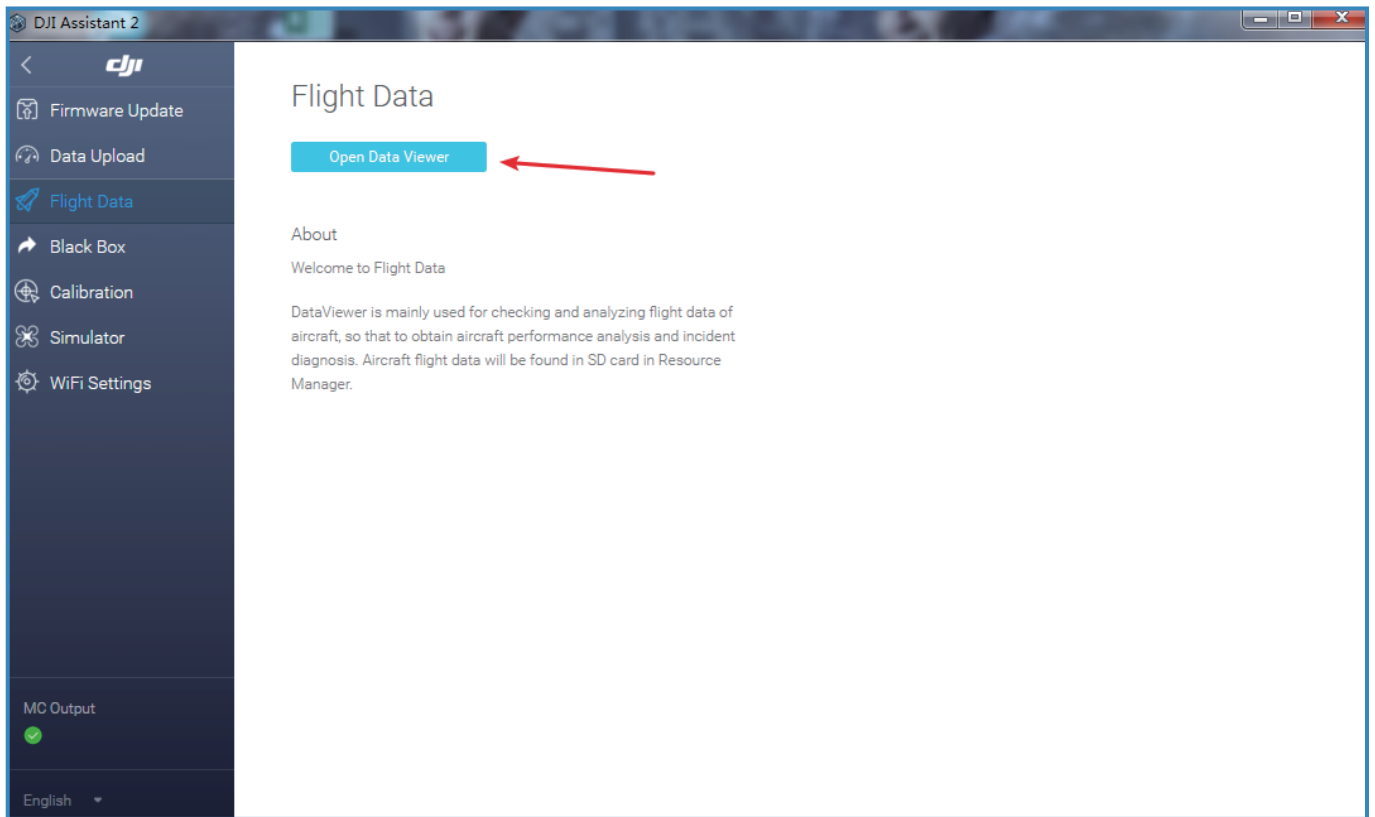 DJI Assistant 2
dji
Firmware Update
Data Upload
Flight Data
Black Box
Calibration
Simulator
WiFi Settings
MC Output
English
Flight Data
Open Data Viewer
About
Welcome to Flight Data
DataViewer is mainly used for checking and analyzing flight data of
aircraft, so that to obtain aircraft performance analysis and incident
diagnosis. Aircraft flight data will be found in SD card in Resource
Manager.